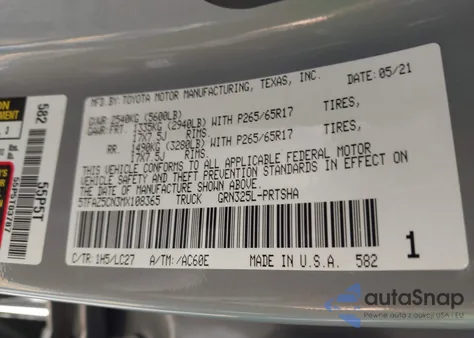 MFD. BY: TOYOTA MOTOR MANUFACTURING, TEXAS, INC. DATE: 05/21
GVWR: 2540KG (5600LB)
GAWR: FRT. 1335KG (2940LB) WITH P265/65R17 TIRES,
17X7.5J RIMS.
RR. 1490KG (3280LB) WITH P265/65R17 TIRES,
17X7.5J RIMS.
THIS VEHICLE CONFORMS TO ALL APPLICABLE FEDERAL MOTOR
VEHICLE SAFETY AND THEFT PREVENTION STANDARDS IN EFFECT ON
THE DATE OF MANUFACTURE SHOWN ABOVE.
5TFAZ5CN3MX108365 TRUCK GRN325L-PRTSHA
C/TR: 1H5/LC27 A/TM: /AC60E MADE IN U.S.A. 582
1
582
55P5T
autoSnap